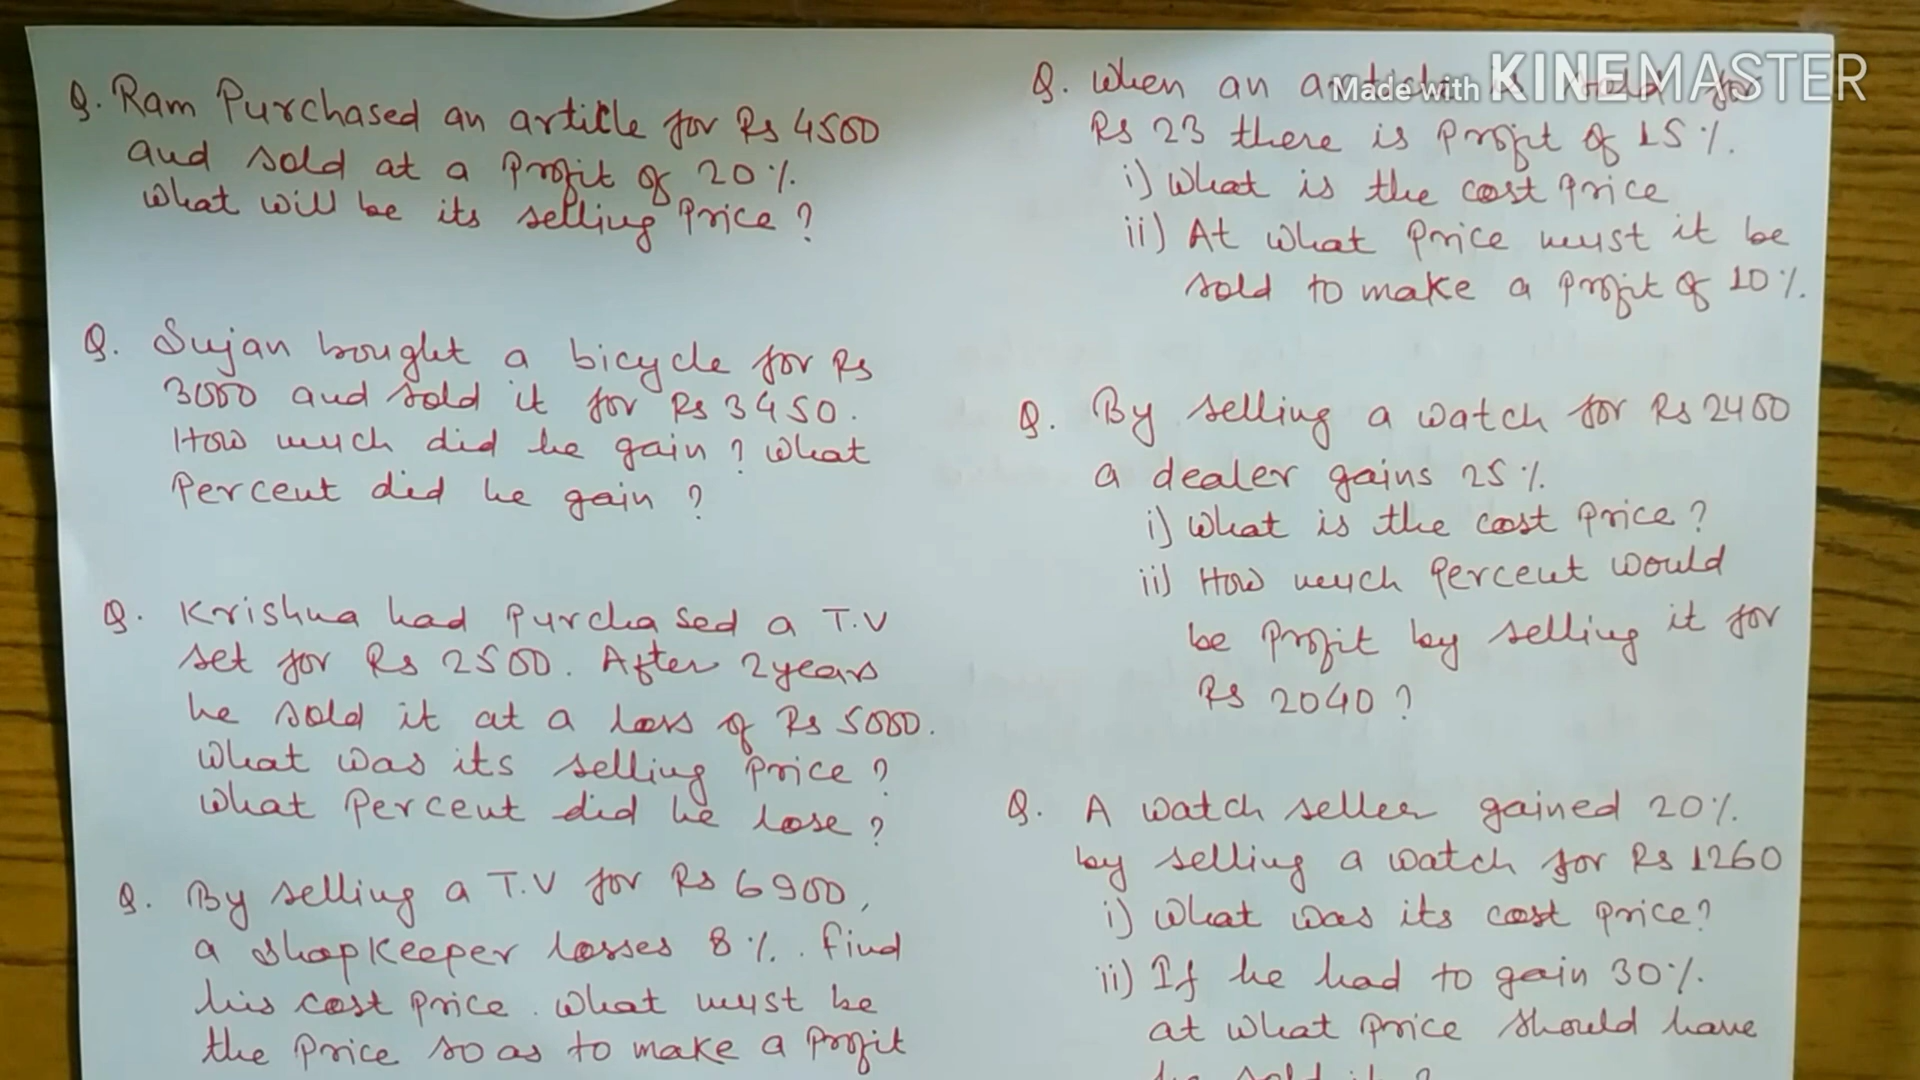 Q. Ram Purchased an article for Rs 4500
and sold at a Profit of 20%.
What will be its selling Price?
Q. Sujan bought a bicycle for Rs
3000 and sold it for Rs 3450.
How much did he gain? What
Percent did he gain?
Q. Krishna had Purchased a T.V
set for Rs 2500. After 2 years
he sold it at a loss of Rs 5000.
What was its selling Price?
What Percent did he lose?
Q. By selling a T.V for Rs 6900,
a shopkeeper losses 8%. Find
his cost Price. What must be
the Price so as to make a Profit
Q. When an article is sold for
Rs 23 there is Profit of 15%.
i) What is the cost Price
ii) At what Price must it be
sold to make a Profit of 10%.
Q. By selling a watch for Rs 2400
a dealer gains 25%.
i) What is the cost Price?
ii) How much Percent would
be Profit by selling it for
Rs 2040?
Q. A watch seller gained 20%.
by selling a watch for Rs 1260
i) What was its cost Price?
ii) If he had to gain 30%.
at what Price should have
he sold it?
Made with KINEMASTER